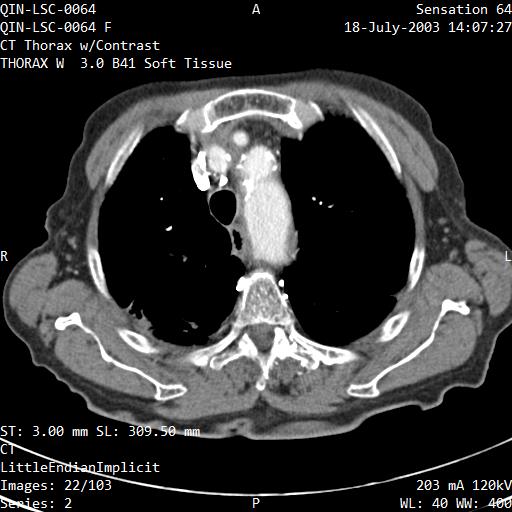 QIN-LSC-0064 A Sensation 64
QIN-LSC-0064 F 18-July-2003 14:07:27
CT Thorax w/Contrast
THORAX W 3.0 B41 Soft Tissue
R L
ST: 3.00 mm SL: 309.50 mm
CT
LittleEndianImplicit
Images: 22/103 203 mA 120kV
Series: 2 P WL: 40 WW: 400